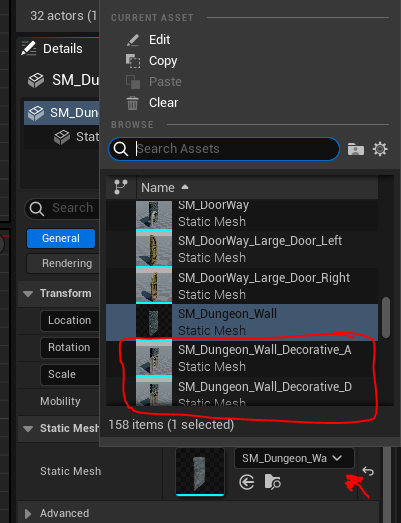 32 actors (1
CURRENT ASSET
Edit
Copy
Paste
Clear
BROWSE
Search Assets
Name
SM_DoorWay
Static Mesh
SM_DoorWay_Large_Door_Left
Static Mesh
SM_DoorWay_Large_Door_Right
Static Mesh
SM_Dungeon_Wall
Static Mesh
SM_Dungeon_Wall_Decorative_A
Static Mesh
SM_Dungeon_Wall_Decorative_D
Static Mesh
158 items (1 selected)
Details
SM_Do
SM_Dung
Stat
Search
General
Rendering
Transform
Location
Rotation
Scale
Mobility
Static Mes
Static Mesh
SM_Dungeon_Wa
Advanced